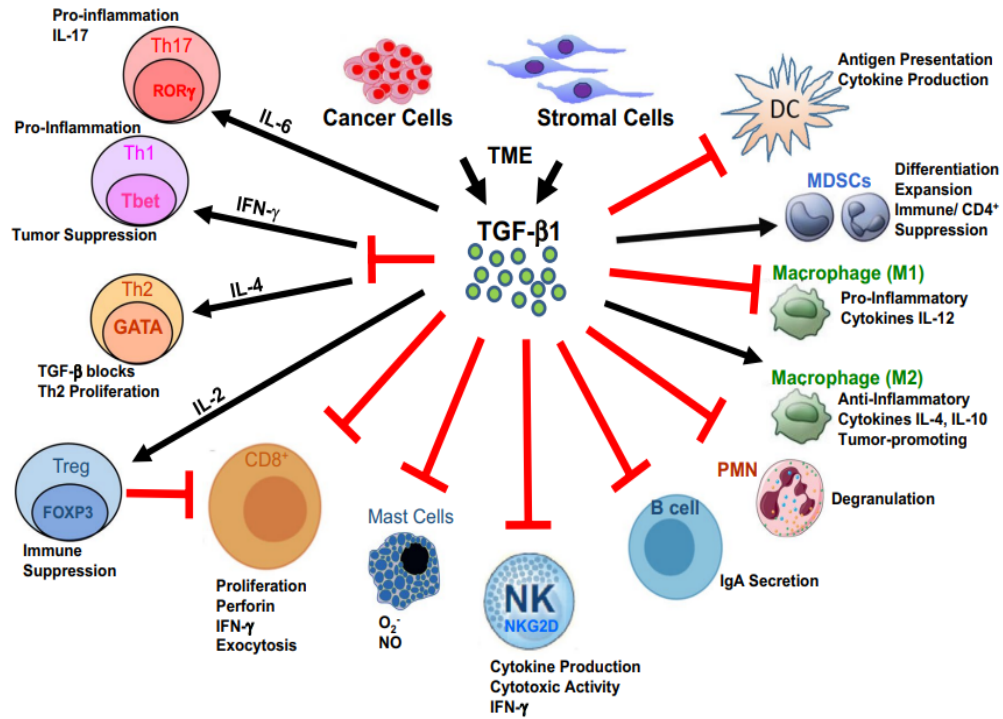 Pro-inflammation
IL-17
Th17
RORγ
IL-6
Cancer Cells
Stromal Cells
TME
TGF-β1
Antigen Presentation
Cytokine Production
DC
Pro-Inflammation
Th1
Tbet
Tumor Suppression
IFN-γ
MDSCs
Differentiation
Expansion
Immune/ CD4⁺
Suppression
Th2
GATA
IL-4
TGF-β blocks
Th2 Proliferation
Macrophage (M1)
Pro-Inflammatory
Cytokines IL-12
IL-2
Macrophage (M2)
Anti-Inflammatory
Cytokines IL-4, IL-10
Tumor-promoting
Treg
FOXP3
Immune
Suppression
CD8⁺
Proliferation
Perforin
IFN-γ
Exocytosis
Mast Cells
O₂⁻
NO
NK
NKG2D
Cytokine Production
Cytotoxic Activity
IFN-γ
B cell
IgA Secretion
PMN
Degranulation